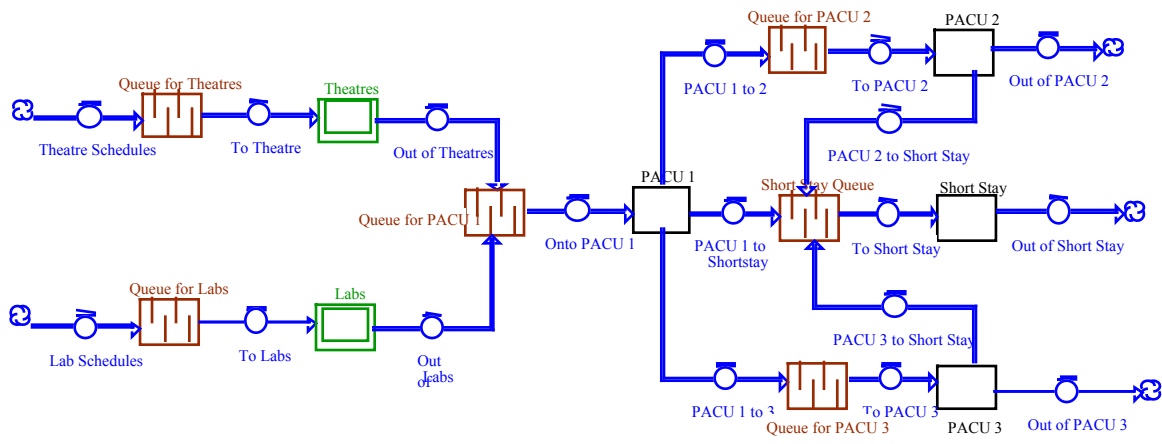 Queue for PACU 2
PACU 2
PACU 1 to 2
To PACU 2
Out of PACU 2
Queue for Theatres
Theatres
Theatre Schedules
To Theatre
Out of Theatres
PACU 2 to Short Stay
PACU 1
Short Stay Queue
Short Stay
Queue for PACU 1
Onto PACU 1
PACU 1 to
Shortstay
To Short Stay
Out of Short Stay
Queue for Labs
Labs
Lab Schedules
To Labs
Out
of
Labs
PACU 3 to Short Stay
PACU 1 to 3
To PACU 3
Out of PACU 3
Queue for PACU 3
PACU 3